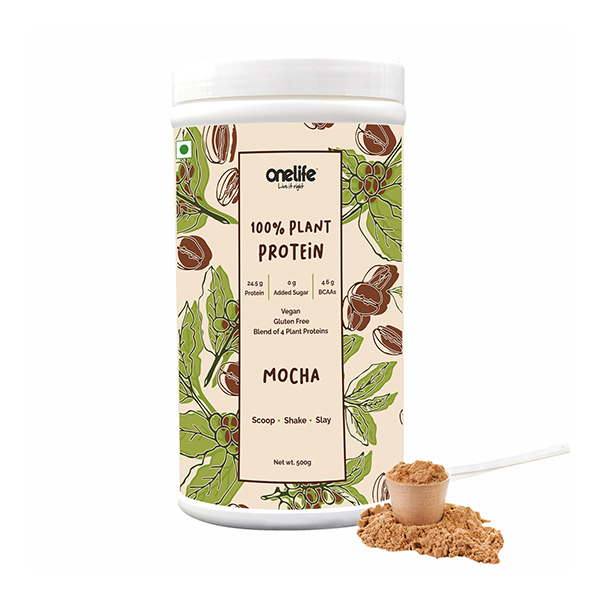 onelife
Live it right
100% PLANT
PROTEiN
24.5 g
Protein
0 g
Added Sugar
4.6 g
BCAAs
Vegan
Gluten Free
Blend of 4 Plant Proteins
MOCHA
Scoop • Shake • Slay
Net wt. 500g